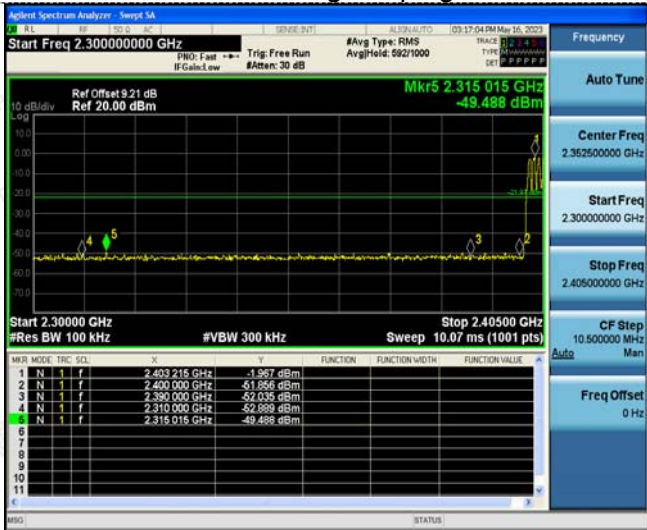 Agilent Spectrum Analyzer - Swept SA
RL RF 50 Ω AC SENSE:INT ALIGN AUTO 03:17:04 PM May 16, 2023
Start Freq 2.300000000 GHz
PNO: Fast
IFGain:Low
Trig: Free Run
#Atten: 30 dB
#Avg Type: RMS
Avg|Hold: 592/1000
TRACE 1 2 3 4 5 6
TYPE M W W W W W
DET P P P P P P
Ref Offset 9.21 dB
10 dB/div Ref 20.00 dBm
Log
Mkr5 2.315 015 GHz
-49.488 dBm
10.0
0.00
-10.0
-20.0
-30.0
-40.0
-50.0
-60.0
-70.0
1
2
3
4
5
Start 2.30000 GHz Stop 2.40500 GHz
#Res BW 100 kHz #VBW 300 kHz Sweep 10.07 ms (1001 pts)
MKR MODE TRC SCL X Y FUNCTION FUNCTION WIDTH FUNCTION VALUE
1 N 1 f 2.403 215 GHz -1.967 dBm
2 N 1 f 2.400 000 GHz -51.856 dBm
3 N 1 f 2.390 000 GHz -52.035 dBm
4 N 1 f 2.310 000 GHz -52.889 dBm
5 N 1 f 2.315 015 GHz -49.488 dBm
6
7
8
9
10
11
MSG STATUS
Frequency
Auto Tune
Center Freq
2.352500000 GHz
Start Freq
2.300000000 GHz
Stop Freq
2.405000000 GHz
CF Step
10.500000 MHz
Auto Man
Freq Offset
0 Hz